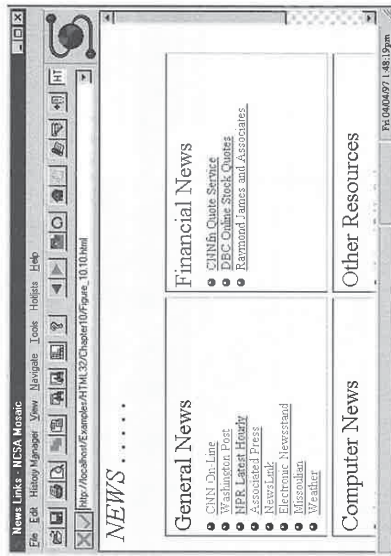 News Links - NCSA Mosaic
File Edit History Manager View Navigate Tools Hotlists Help
HT
http://localhost/Examples/HTML32/Chapter10/Figure_10.10.html
NEWS . . . . . .
General News
CNN On-Line
Washington Post
NPR Latest Hourly
Associated Press
NewsLink
Electronic Newsstand
Missoulian
Weather
Financial News
CNNfn Quote Service
DBC Online Stock Quotes
Raymond James and Associates
Computer News
Other Resources
Fri 04/04/97 1:48:19pm